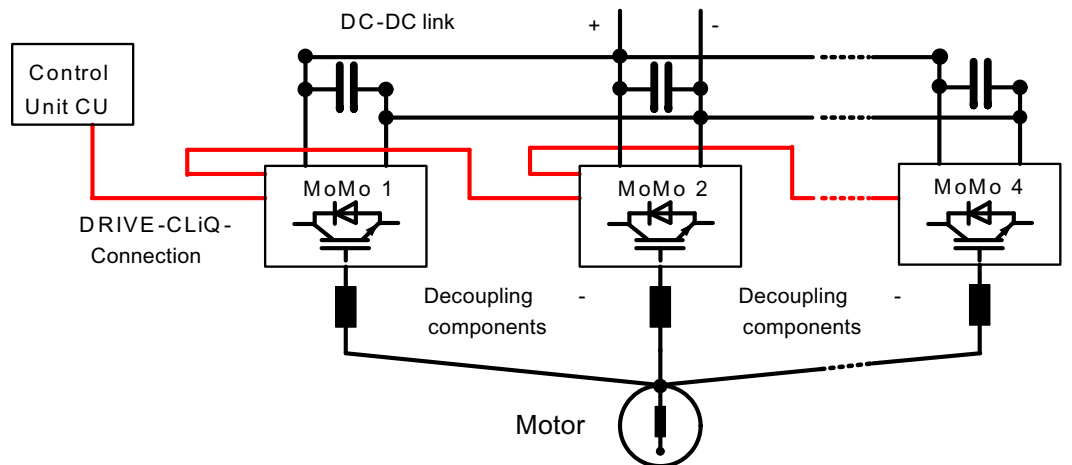 DC-DC link
+ -
Control
Unit CU
MoMo 1
MoMo 2
MoMo 4
DRIVE-CLiQ-
Connection
Decoupling -
components
Decoupling -
components
Motor